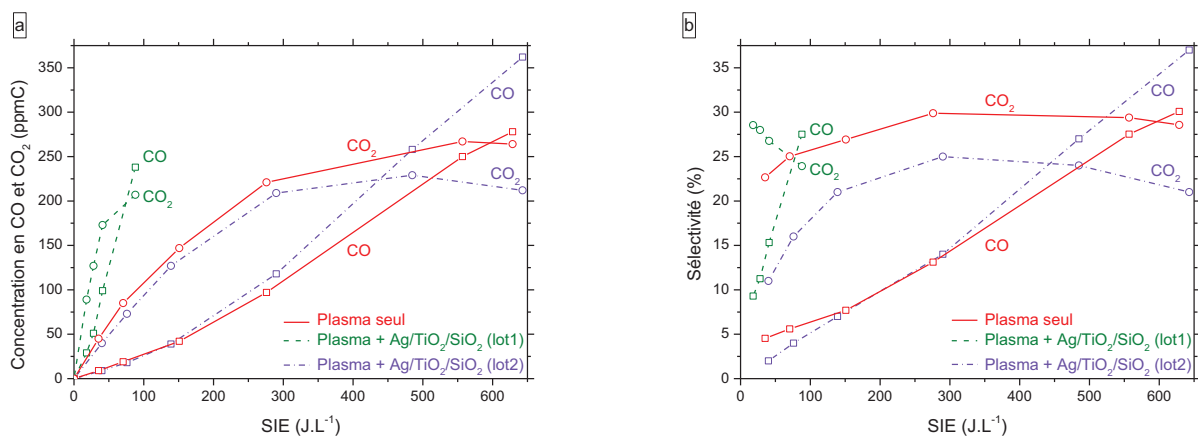 a
Concentration en CO et CO₂ (ppmC)
350
300
250
200
150
100
50
0
0 100 200 300 400 500 600
SIE (J.L⁻¹)
CO
CO₂
CO₂
CO
CO₂
CO
Plasma seul
Plasma + Ag/TiO₂/SiO₂ (lot1)
Plasma + Ag/TiO₂/SiO₂ (lot2)
b
Sélectivité (%)
35
30
25
20
15
10
5
0
0 100 200 300 400 500 600
SIE (J.L⁻¹)
CO₂
CO
CO
CO₂
CO₂
CO
Plasma seul
Plasma + Ag/TiO₂/SiO₂ (lot1)
Plasma + Ag/TiO₂/SiO₂ (lot2)